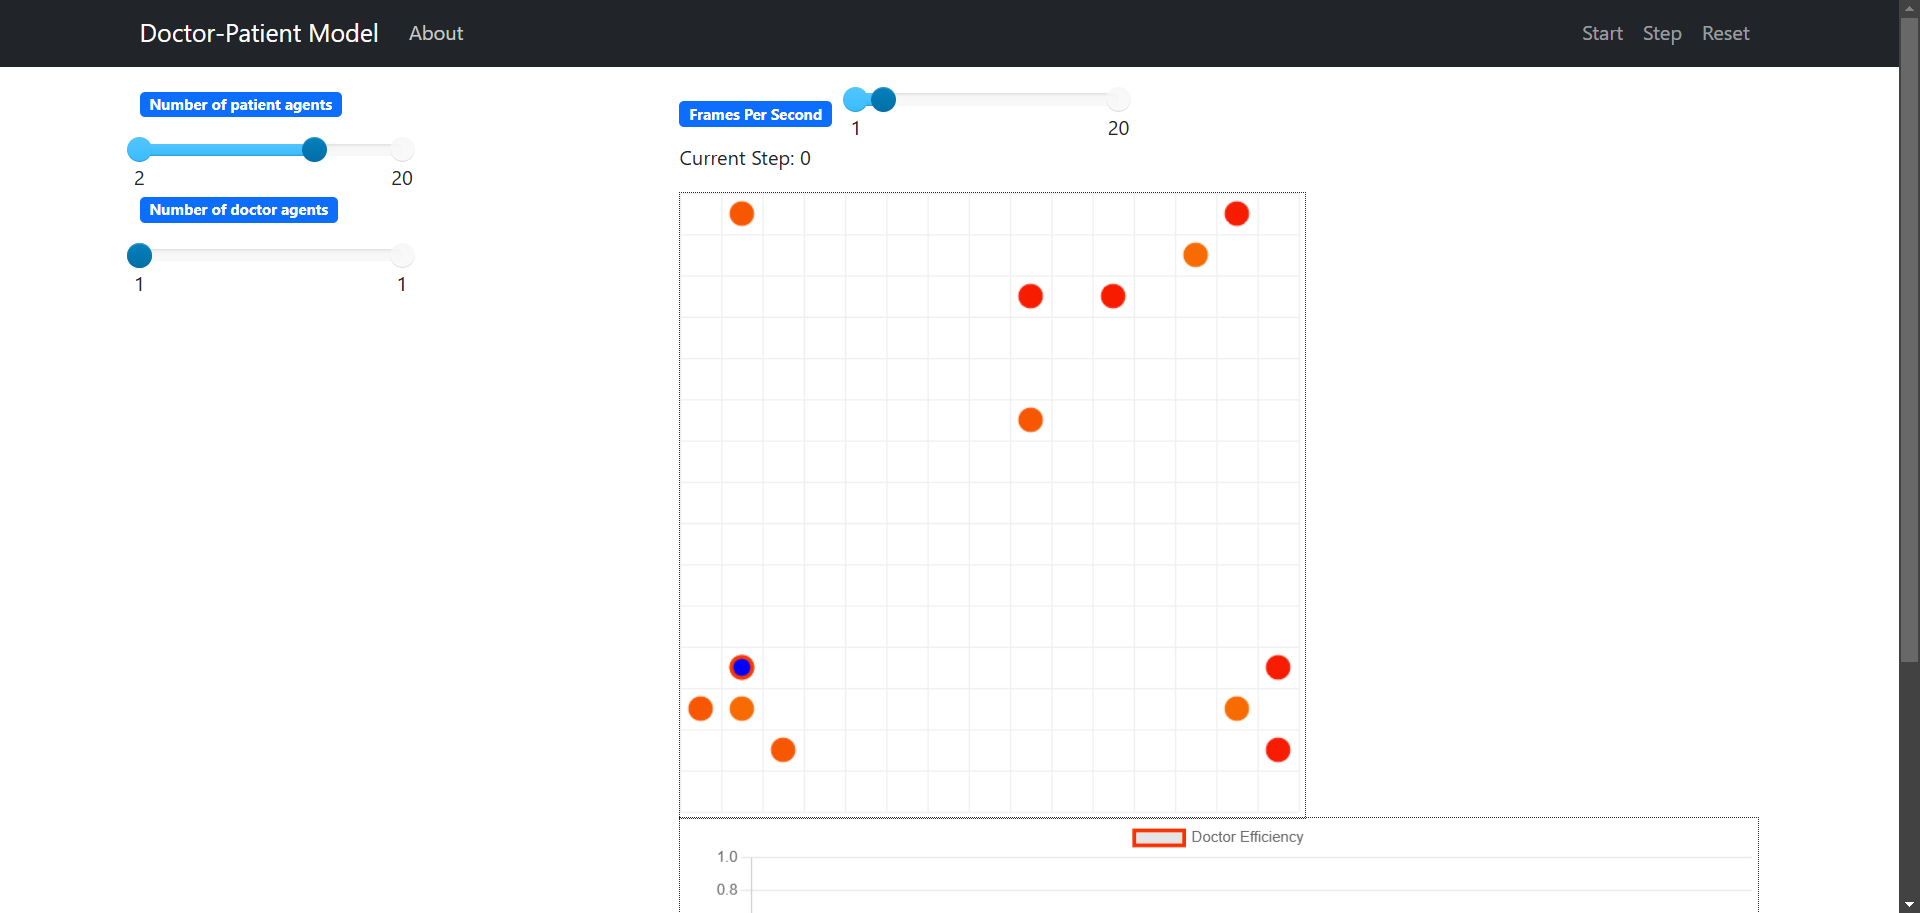 Doctor-Patient Model About Start Step Reset
Number of patient agents
2 20
Number of doctor agents
1 1
Frames Per Second
1 20
Current Step: 0
Doctor Efficiency
1.0
0.8